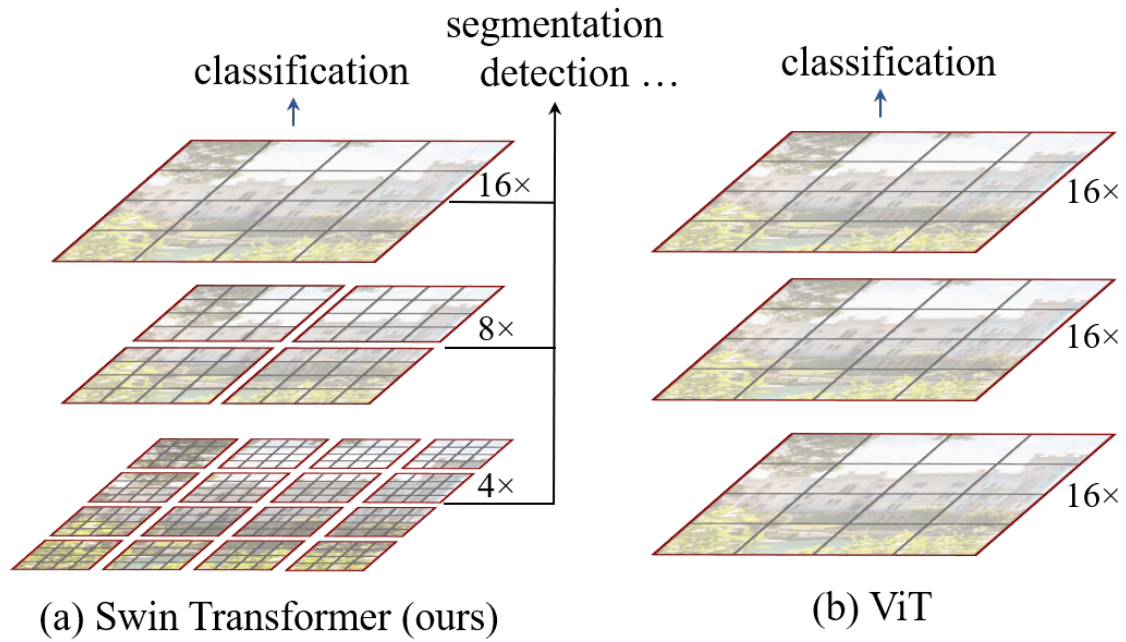 segmentation
classification
detection …
classification
16×
8×
4×
16×
16×
16×
(a) Swin Transformer (ours)
(b) ViT